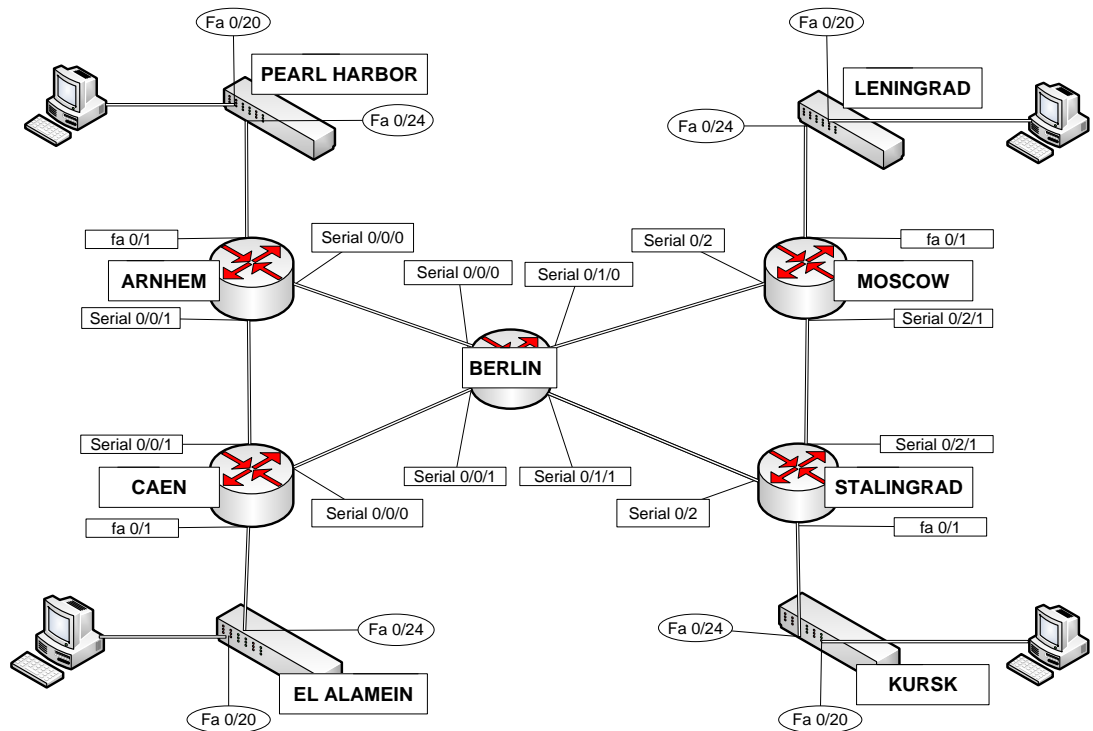 Fa 0/20
Fa 0/20
PEARL HARBOR
LENINGRAD
Fa 0/24
Fa 0/24
fa 0/1
Serial 0/0/0
Serial 0/2
fa 0/1
ARNHEM
Serial 0/0/0
Serial 0/1/0
MOSCOW
Serial 0/0/1
Serial 0/2/1
BERLIN
Serial 0/0/1
Serial 0/2/1
CAEN
Serial 0/0/1
Serial 0/1/1
STALINGRAD
Serial 0/0/0
Serial 0/2
fa 0/1
fa 0/1
Fa 0/24
Fa 0/24
EL ALAMEIN
KURSK
Fa 0/20
Fa 0/20